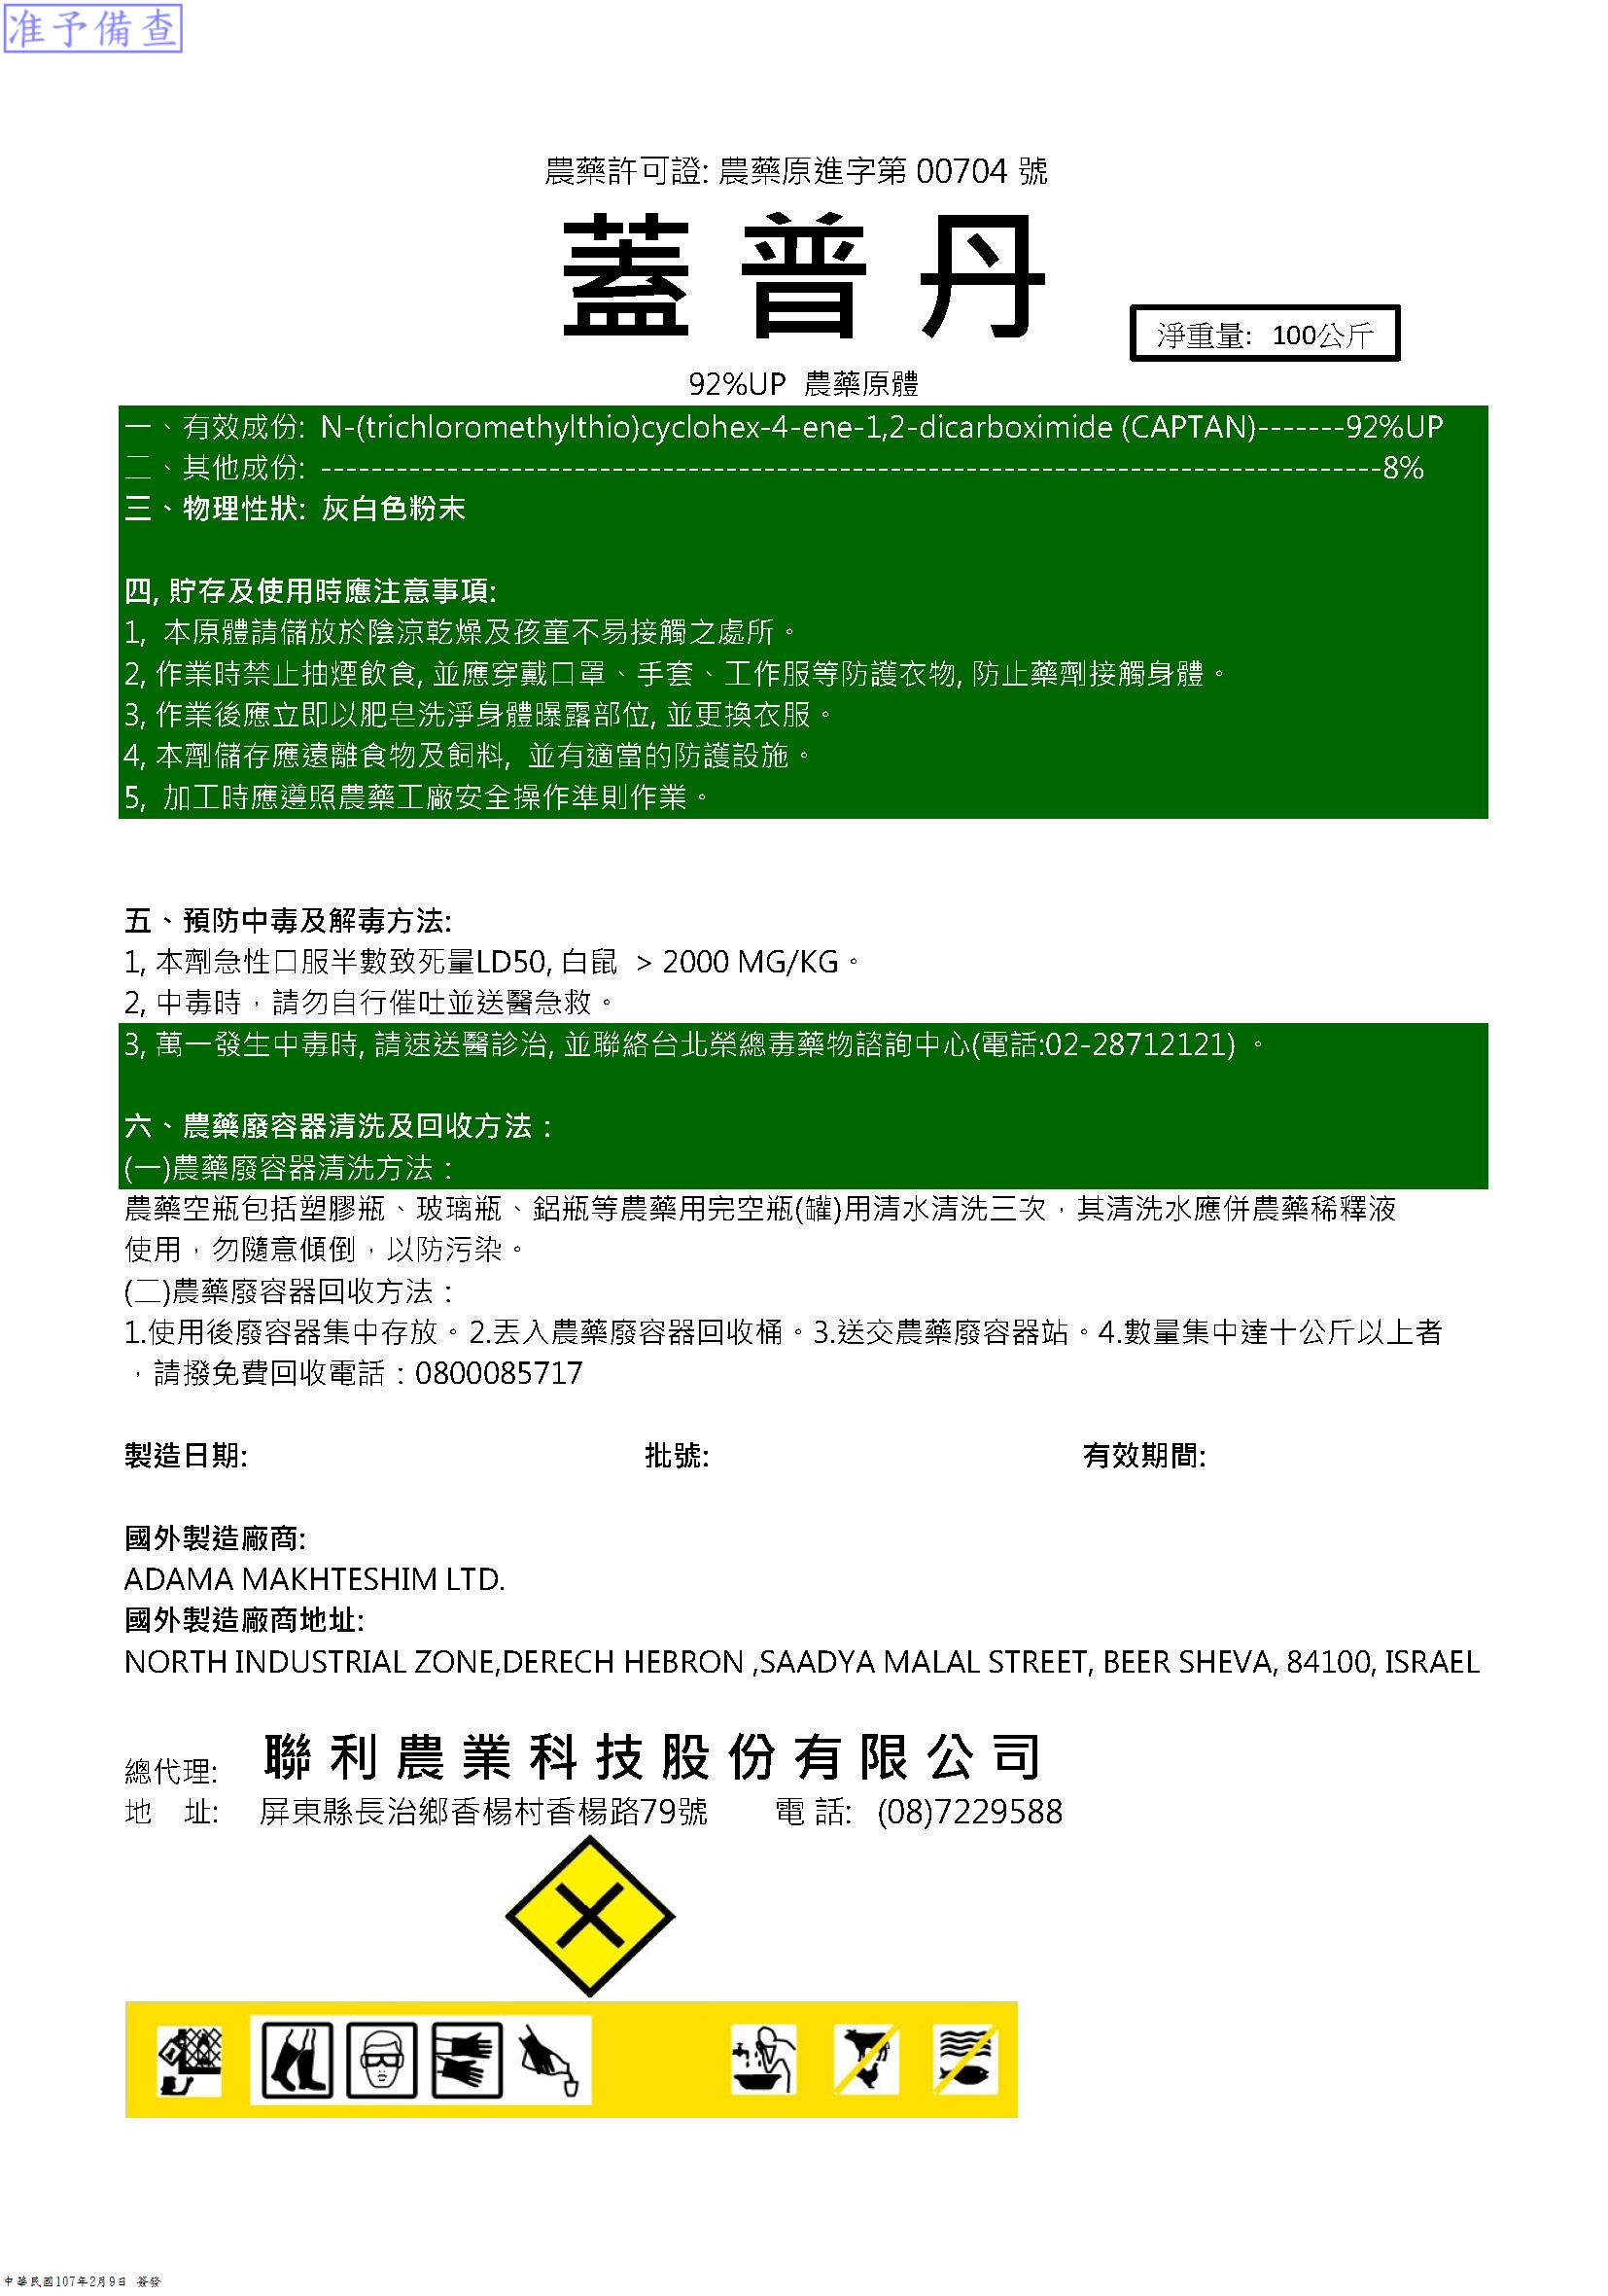 准予備查
農藥許可證: 農藥原進字第 00704 號
蓋普丹
淨重量: 100公斤
92%UP 農藥原體
一、有效成份: N-(trichloromethylthio)cyclohex-4-ene-1,2-dicarboximide (CAPTAN)-------92%UP
二、其他成份: ------------------------------------------------------------------------------------8%
三、物理性狀: 灰白色粉末
四, 貯存及使用時應注意事項:
1, 本原體請儲放於陰涼乾燥及孩童不易接觸之處所。
2, 作業時禁止抽煙飲食, 並應穿戴口罩、手套、工作服等防護衣物, 防止藥劑接觸身體。
3, 作業後應立即以肥皂洗淨身體曝露部位, 並更換衣服。
4, 本劑儲存應遠離食物及飼料, 並有適當的防護設施。
5, 加工時應遵照農藥工廠安全操作準則作業。
五、預防中毒及解毒方法:
1, 本劑急性口服半數致死量LD50, 白鼠 > 2000 MG/KG。
2, 中毒時，請勿自行催吐並送醫急救。
3, 萬一發生中毒時, 請速送醫診治, 並聯絡台北榮總毒藥物諮詢中心(電話:02-28712121) 。
六、農藥廢容器清洗及回收方法：
(一)農藥廢容器清洗方法：
農藥空瓶包括塑膠瓶、玻璃瓶、鋁瓶等農藥用完空瓶(罐)用清水清洗三次，其清洗水應併農藥稀釋液
使用，勿隨意傾倒，以防污染。
(二)農藥廢容器回收方法：
1.使用後廢容器集中存放。2.丟入農藥廢容器回收桶。3.送交農藥廢容器站。4.數量集中達十公斤以上者
，請撥免費回收電話：0800085717
製造日期: 批號: 有效期間:
國外製造廠商:
ADAMA MAKHTESHIM LTD.
國外製造廠商地址:
NORTH INDUSTRIAL ZONE,DERECH HEBRON ,SAADYA MALAL STREET, BEER SHEVA, 84100, ISRAEL
總代理: 聯利農業科技股份有限公司
地 址: 屏東縣長治鄉香楊村香楊路79號 電 話: (08)7229588
中華民國107年2月9日 簽發